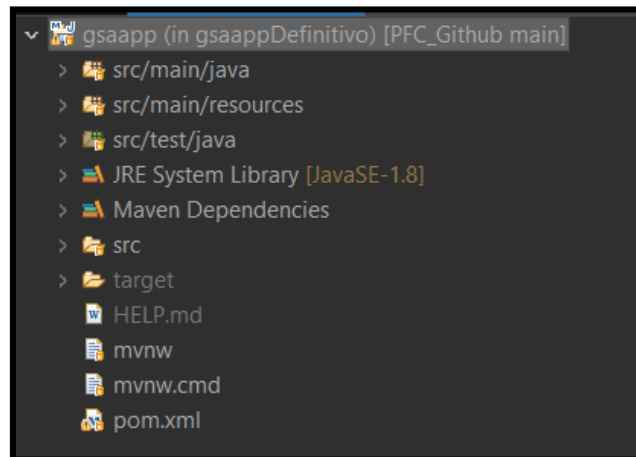 gsaapp (in gsaappDefinitivo) [PFC_Github main]
src/main/java
src/main/resources
src/test/java
JRE System Library [JavaSE-1.8]
Maven Dependencies
src
target
HELP.md
mvnw
mvnw.cmd
pom.xml